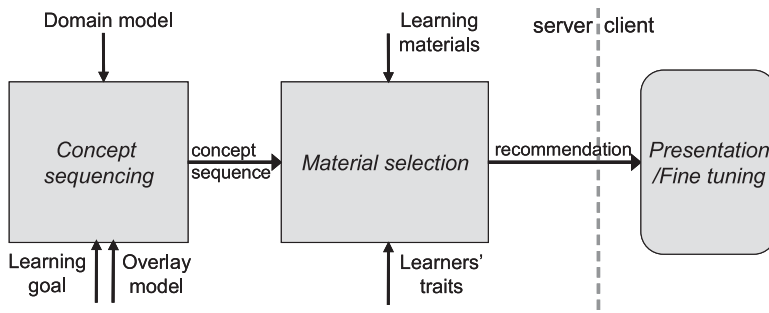 Domain model
Learning
materials
server client
Concept
sequencing
concept
sequence
Material selection
recommendation
Presentation
/Fine tuning
Learning
goal
Overlay
model
Learners’
traits